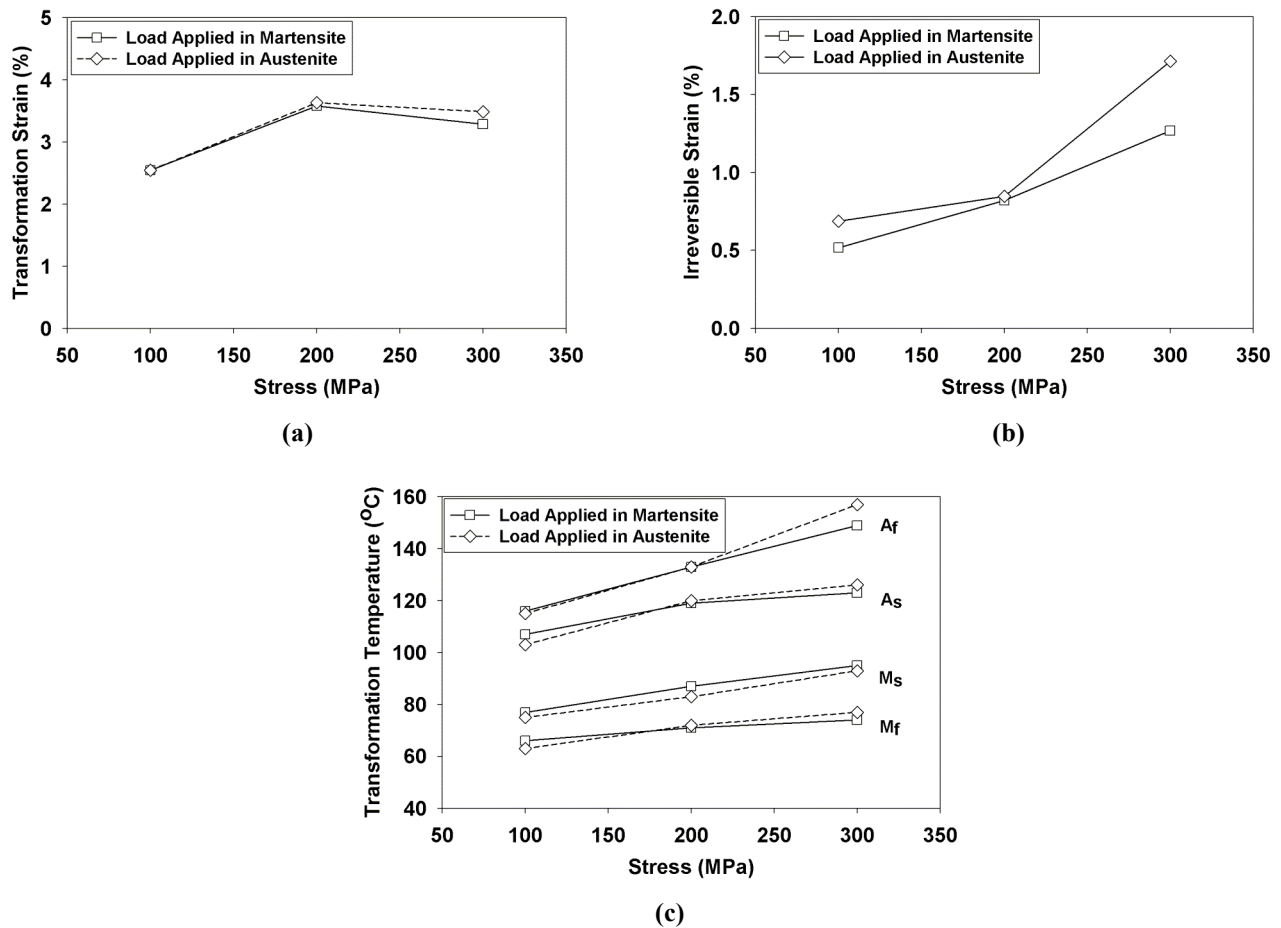 5
4
3
2
1
0
Transformation Strain (%)
Load Applied in Martensite
Load Applied in Austenite
50 100 150 200 250 300 350
Stress (MPa)
(a)
2.0
1.5
1.0
0.5
0.0
Irreversible Strain (%)
Load Applied in Martensite
Load Applied in Austenite
50 100 150 200 250 300 350
Stress (MPa)
(b)
160
140
120
100
80
60
40
Transformation Temperature (°C)
Load Applied in Martensite
Load Applied in Austenite
Af
As
Ms
Mf
50 100 150 200 250 300 350
Stress (MPa)
(c)